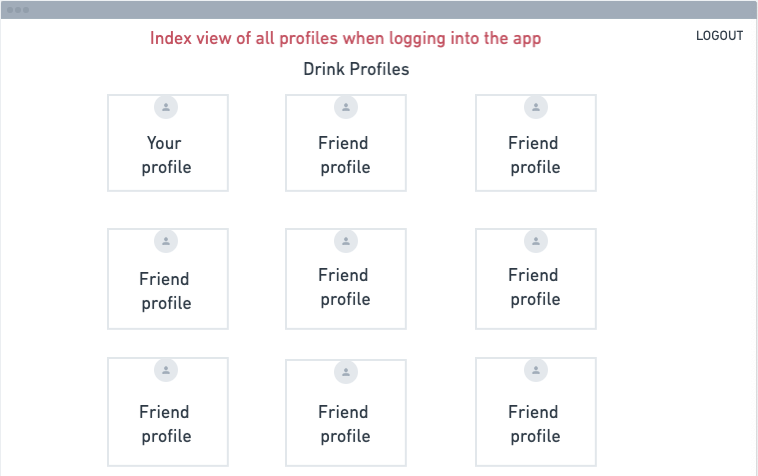 Index view of all profiles when logging into the app
LOGOUT
Drink Profiles
Your
profile
Friend
profile
Friend
profile
Friend
profile
Friend
profile
Friend
profile
Friend
profile
Friend
profile
Friend
profile